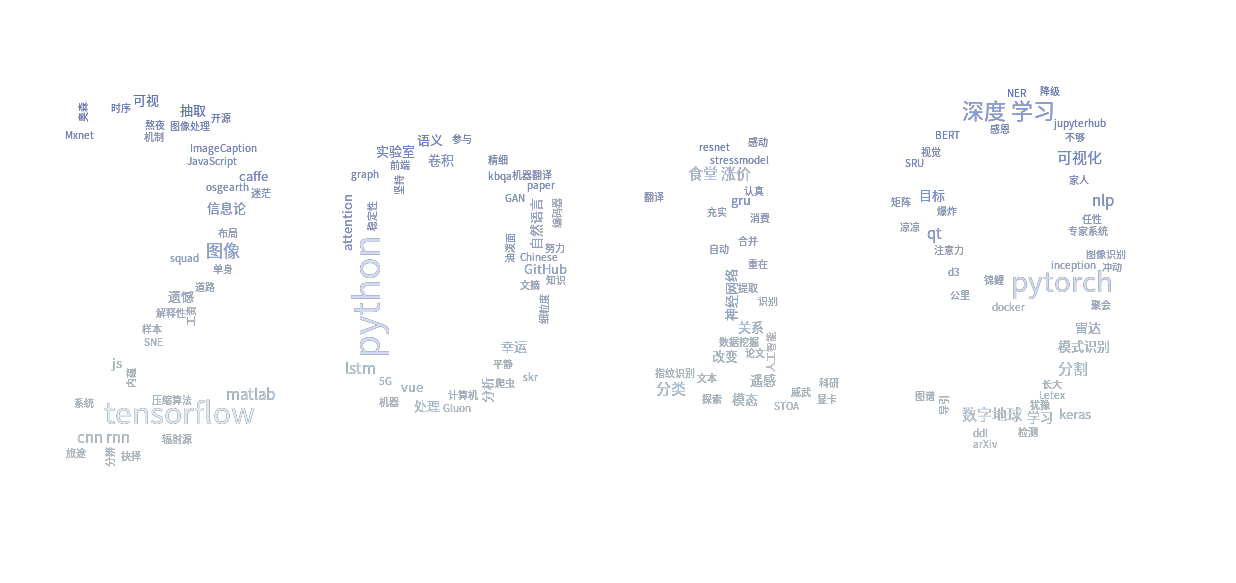 奥森
时序
可视
抽取
开源
熬夜
图像处理
Mxnet
机制
ImageCaption
JavaScript
caffe
osgearth
迷茫
信息论
布局
图像
squad
单身
道路
遗憾
解释性
工资
样本
SNE
js
内蕴
matlab
系统
压缩算法
tensorflow
cnn rnn
辐射源
旅途
分辨
抉择
语义
参与
实验室
卷积
前端
精细
graph
坚持
kbqa
机器翻译
paper
GAN
attention
稳定性
自然语言
编码器
python
努力
Chinese
GitHub
知识
文摘
细粒度
幸运
平静
lstm
5G
vue
分析
爬虫
skr
计算机
机器
处理
Gluon
感动
resnet
stressmodel
食堂 涨价
翻译
认真
gru
充实
消费
合并
自动
重在
神经网络
提取
识别
关系
数据挖掘
人工智能
改变
论文
指纹识别
文本
遥感
分类
科研
威武
探索
模态
显卡
STOA
NER
降级
深度 学习
感恩
jupyterhub
BERT
不够
视觉
可视化
SRU
家人
目标
矩阵
爆炸
nlp
任性
凉凉
qt
专家系统
注意力
图像识别
d3
inception
冲动
锦鲤
pytorch
公里
docker
聚会
雷达
模式识别
分割
长大
图谱
Letex
导师
犹豫
数字地球
学习
keras
ddl
检测
arXiv